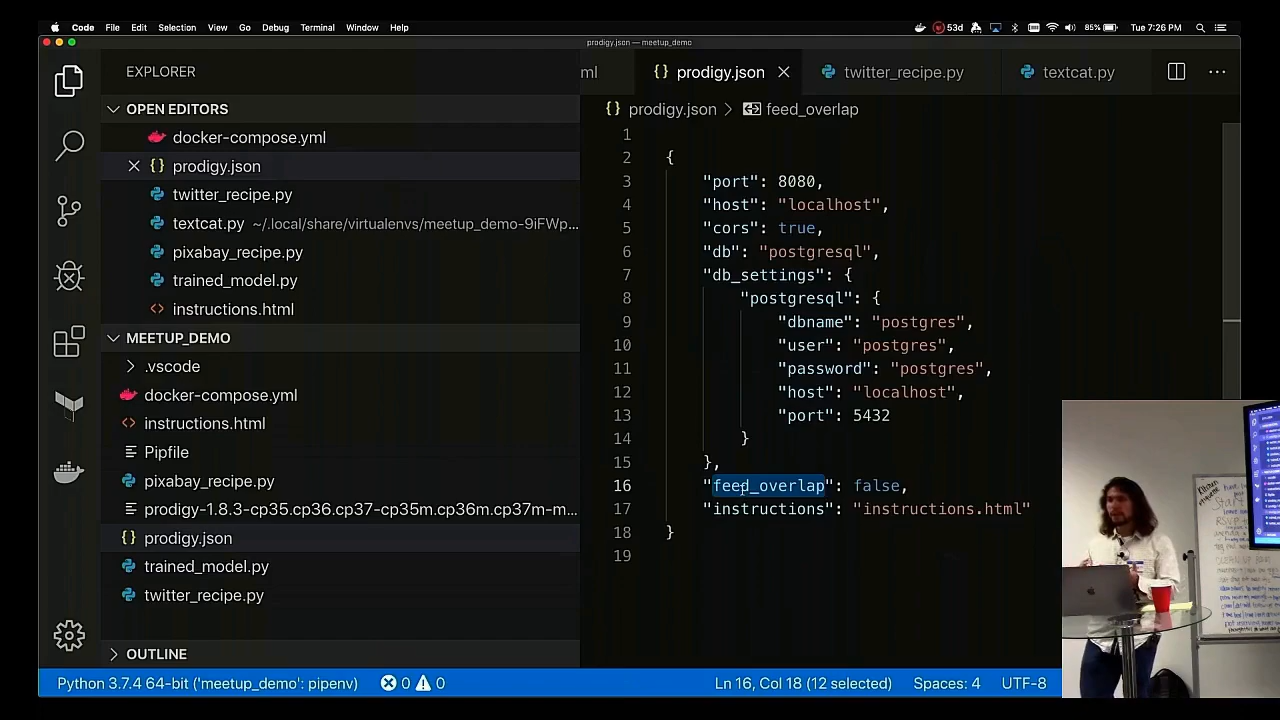 Code File Edit Selection View Go Debug Terminal Window Help 53d 85% Tue 7:26 PM
prodigy.json — meetup_demo
EXPLORER
ml prodigy.json twitter_recipe.py textcat.py
OPEN EDITORS
prodigy.json > feed_overlap
docker-compose.yml
prodigy.json
twitter_recipe.py
textcat.py ~/.local/share/virtualenvs/meetup_demo-9iFWp...
pixabay_recipe.py
trained_model.py
instructions.html
MEETUP_DEMO
.vscode
docker-compose.yml
instructions.html
Pipfile
pixabay_recipe.py
prodigy-1.8.3-cp35.cp36.cp37-cp35m.cp36m.cp37m-m...
prodigy.json
trained_model.py
twitter_recipe.py
OUTLINE
1
2 {
3 "port": 8080,
4 "host": "localhost",
5 "cors": true,
6 "db": "postgresql",
7 "db_settings": {
8 "postgresql": {
9 "dbname": "postgres",
10 "user": "postgres",
11 "password": "postgres",
12 "host": "localhost",
13 "port": 5432
14 }
15 },
16 "feed_overlap": false,
17 "instructions": "instructions.html"
18 }
19
Python 3.7.4 64-bit ('meetup_demo': pipenv) 0 0 Ln 16, Col 18 (12 selected) Spaces: 4 UTF-8